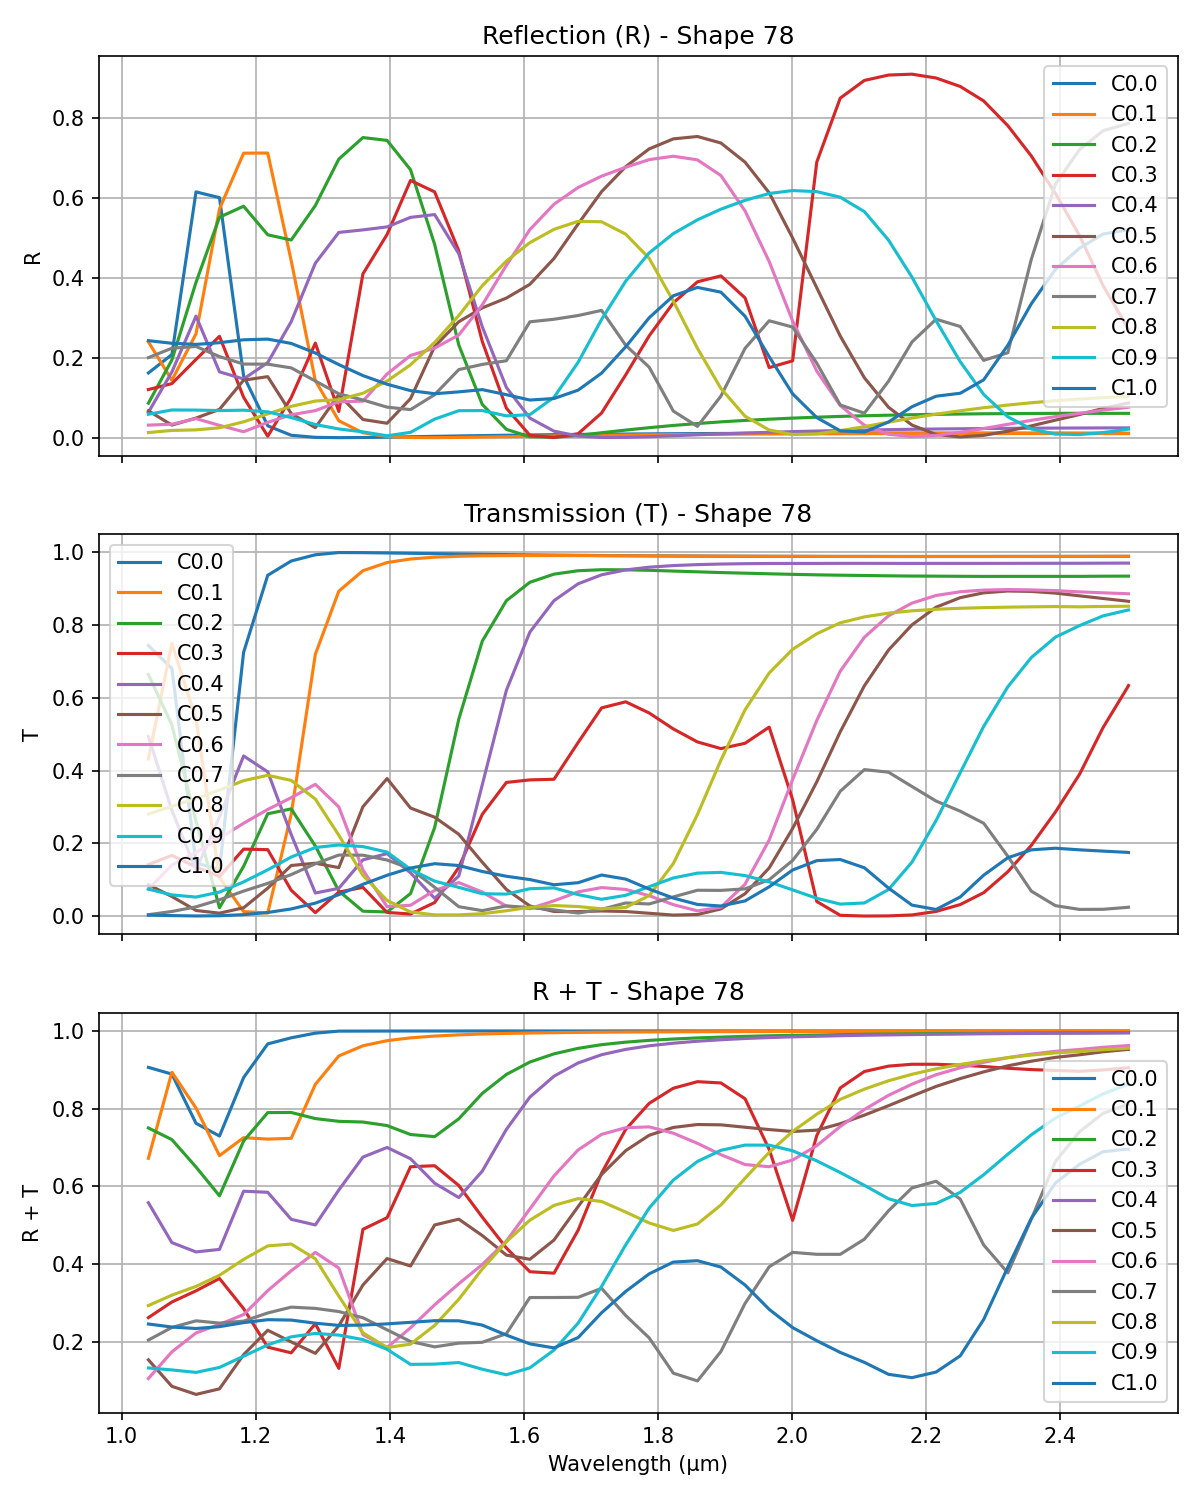 Reflection (R) - Shape 78
R
0.8
0.6
0.4
0.2
0.0
C0.0
C0.1
C0.2
C0.3
C0.4
C0.5
C0.6
C0.7
C0.8
C0.9
C1.0
Transmission (T) - Shape 78
T
1.0
0.8
0.6
0.4
0.2
0.0
C0.0
C0.1
C0.2
C0.3
C0.4
C0.5
C0.6
C0.7
C0.8
C0.9
C1.0
R + T - Shape 78
R + T
1.0
0.8
0.6
0.4
0.2
C0.0
C0.1
C0.2
C0.3
C0.4
C0.5
C0.6
C0.7
C0.8
C0.9
C1.0
1.0 1.2 1.4 1.6 1.8 2.0 2.2 2.4
Wavelength (μm)